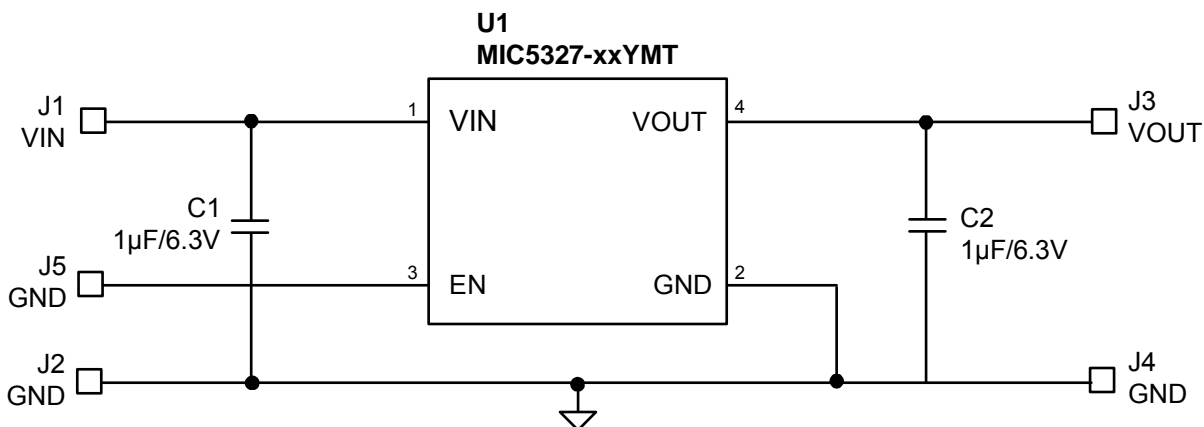 U1
MIC5327-xxYMT
J1
VIN
1
VIN
VOUT
4
J3
VOUT
C1
1µF/6.3V
C2
1µF/6.3V
J5
GND
3
EN
GND
2
J2
GND
J4
GND